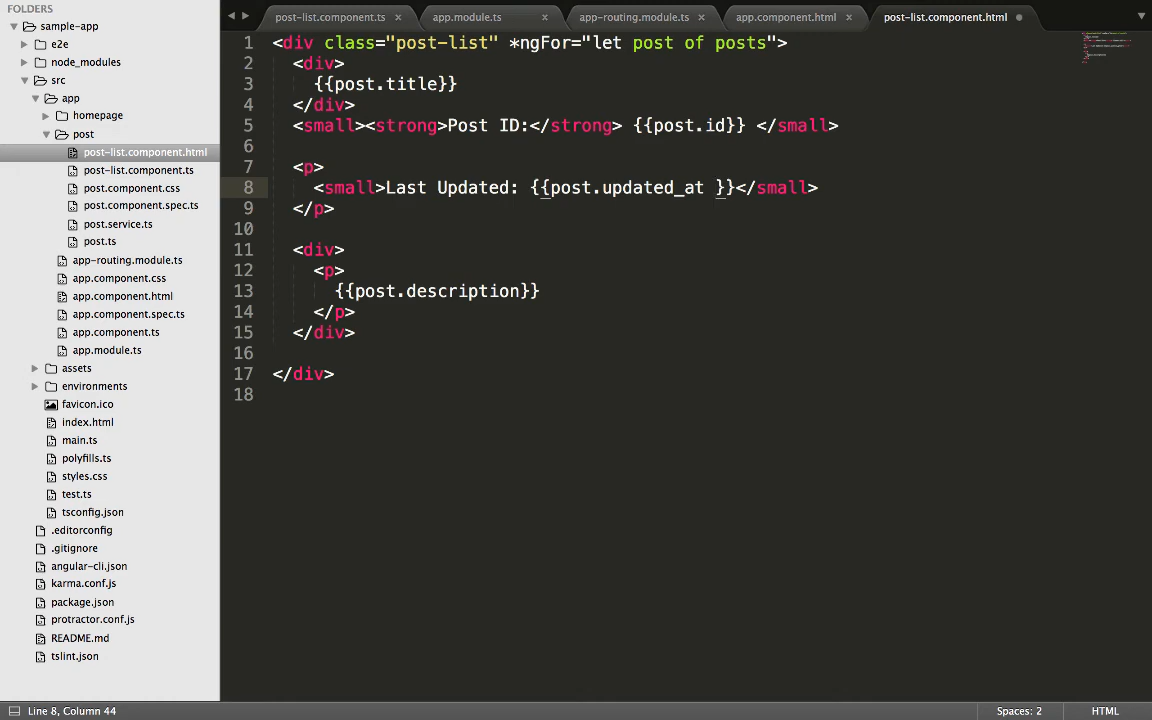 FOLDERS
sample-app
e2e
node_modules
src
app
homepage
post
post-list.component.html
post-list.component.ts
post.component.css
post.component.spec.ts
post.service.ts
post.ts
app-routing.module.ts
app.component.css
app.component.html
app.component.spec.ts
app.component.ts
app.module.ts
assets
environments
favicon.ico
index.html
main.ts
polyfills.ts
styles.css
test.ts
tsconfig.json
.editorconfig
.gitignore
angular-cli.json
karma.conf.js
package.json
protractor.conf.js
README.md
tslint.json
post-list.component.ts × app.module.ts × app-routing.module.ts × app.component.html × post-list.component.html
1 <div class="post-list" *ngFor="let post of posts">
2 <div>
3 {{post.title}}
4 </div>
5 <small><strong>Post ID:</strong> {{post.id}} </small>
6
7 <p>
8 <small>Last Updated: {{post.updated_at }}</small>
9 </p>
10
11 <div>
12 <p>
13 {{post.description}}
14 </p>
15 </div>
16
17 </div>
18
Line 8, Column 44 Spaces: 2 HTML